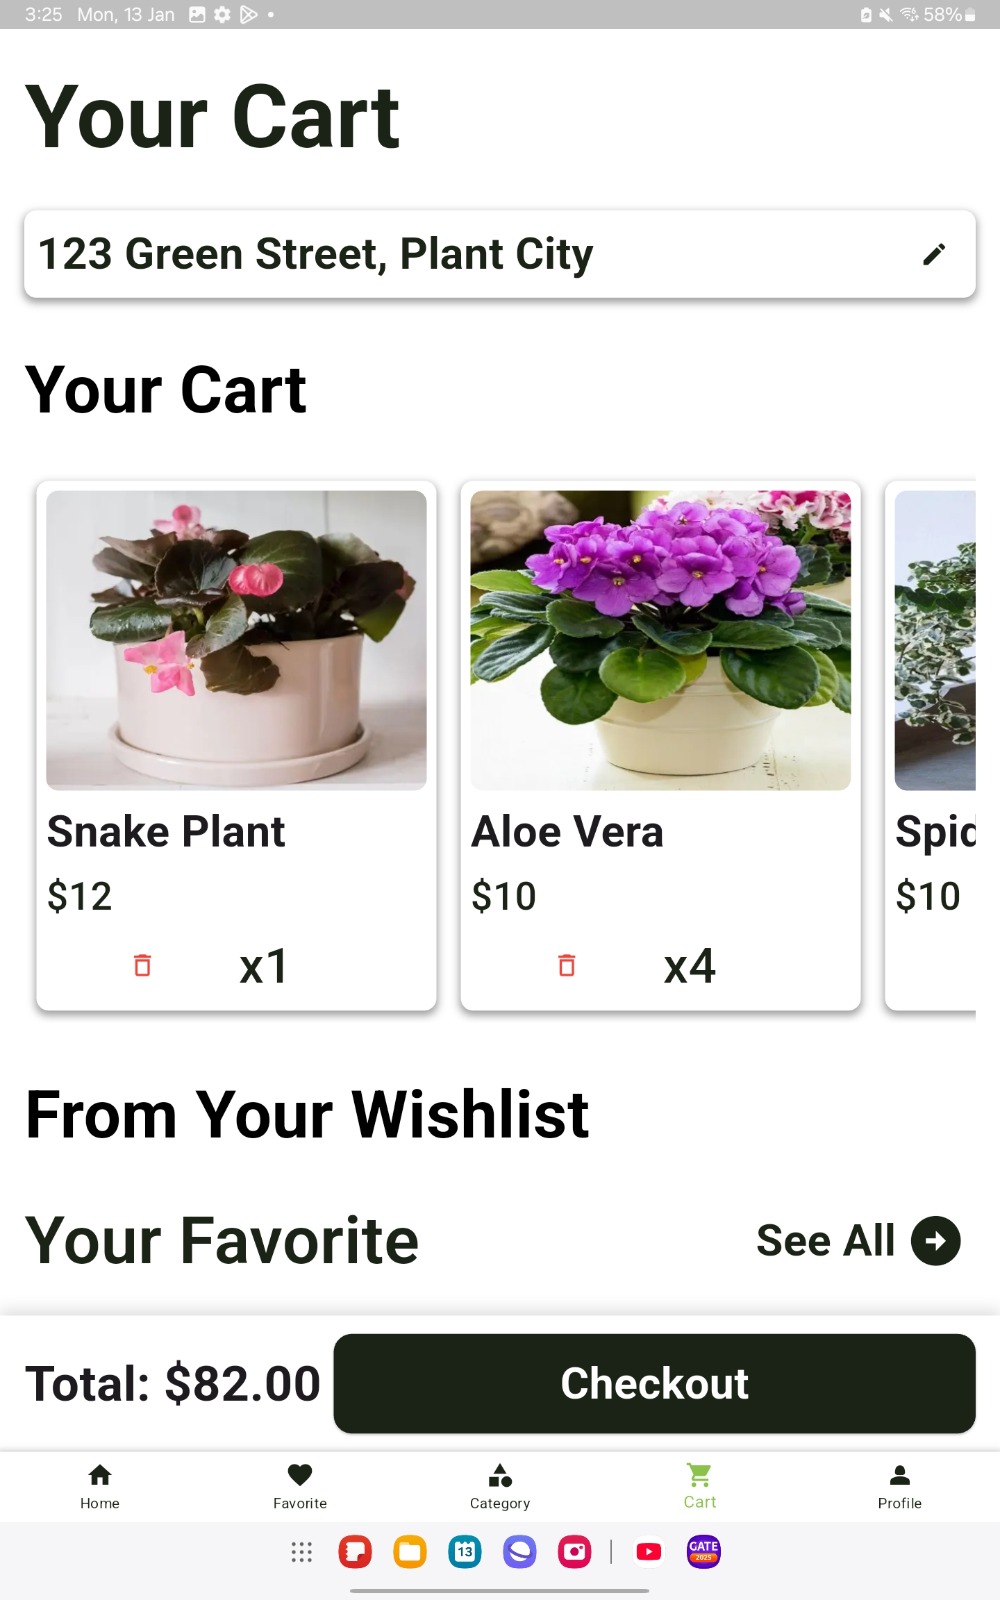 3:25 Mon, 13 Jan
58%
Your Cart
123 Green Street, Plant City
Your Cart
Snake Plant
$12
x1
Aloe Vera
$10
x4
Spid
$10
From Your Wishlist
Your Favorite
See All
Total: $82.00
Checkout
Home
Favorite
Category
Cart
Profile
13
GATE
2025